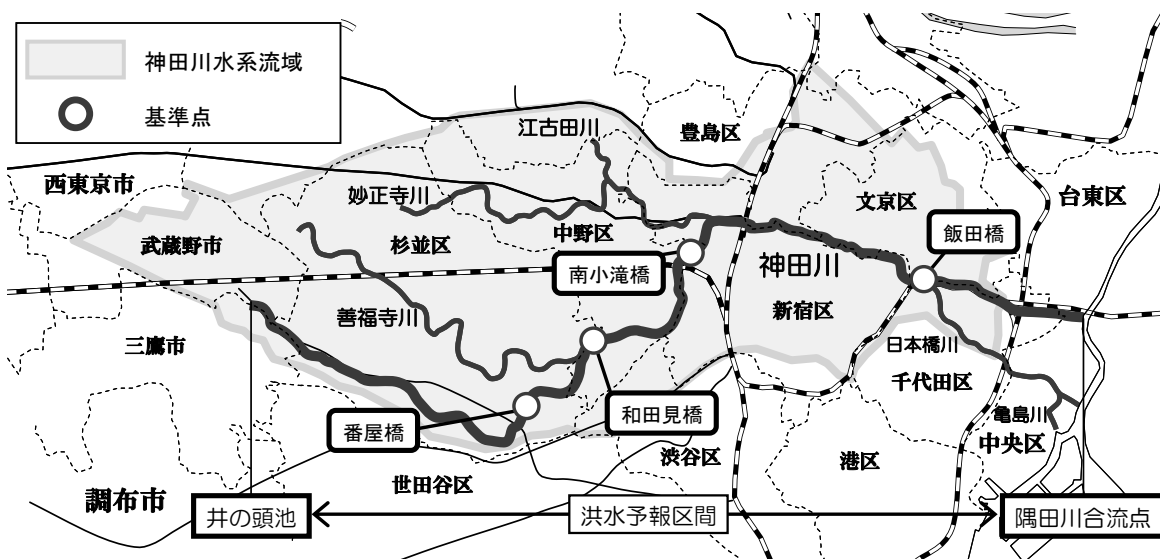 神田川水系流域
基準点
江古田川
豊島区
西東京市
妙正寺川
文京区
台東区
武蔵野市
杉並区
中野区
飯田橋
南小滝橋
神田川
善福寺川
新宿区
三鷹市
日本橋川
千代田区
番屋橋
和田見橋
亀島川
中央区
渋谷区
港区
世田谷区
調布市
井の頭池
洪水予報区間
隅田川合流点